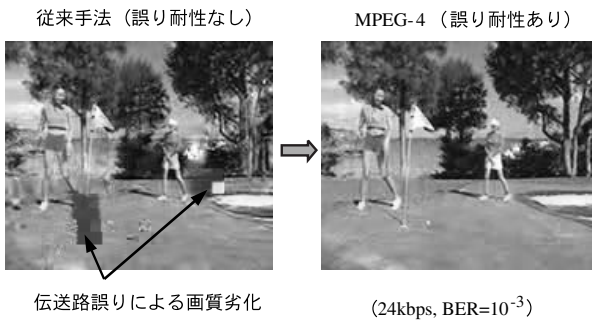 従来手法（誤り耐性なし）
MPEG-4 （誤り耐性あり）
伝送路誤りによる画質劣化
（24kbps, BER=10⁻³）